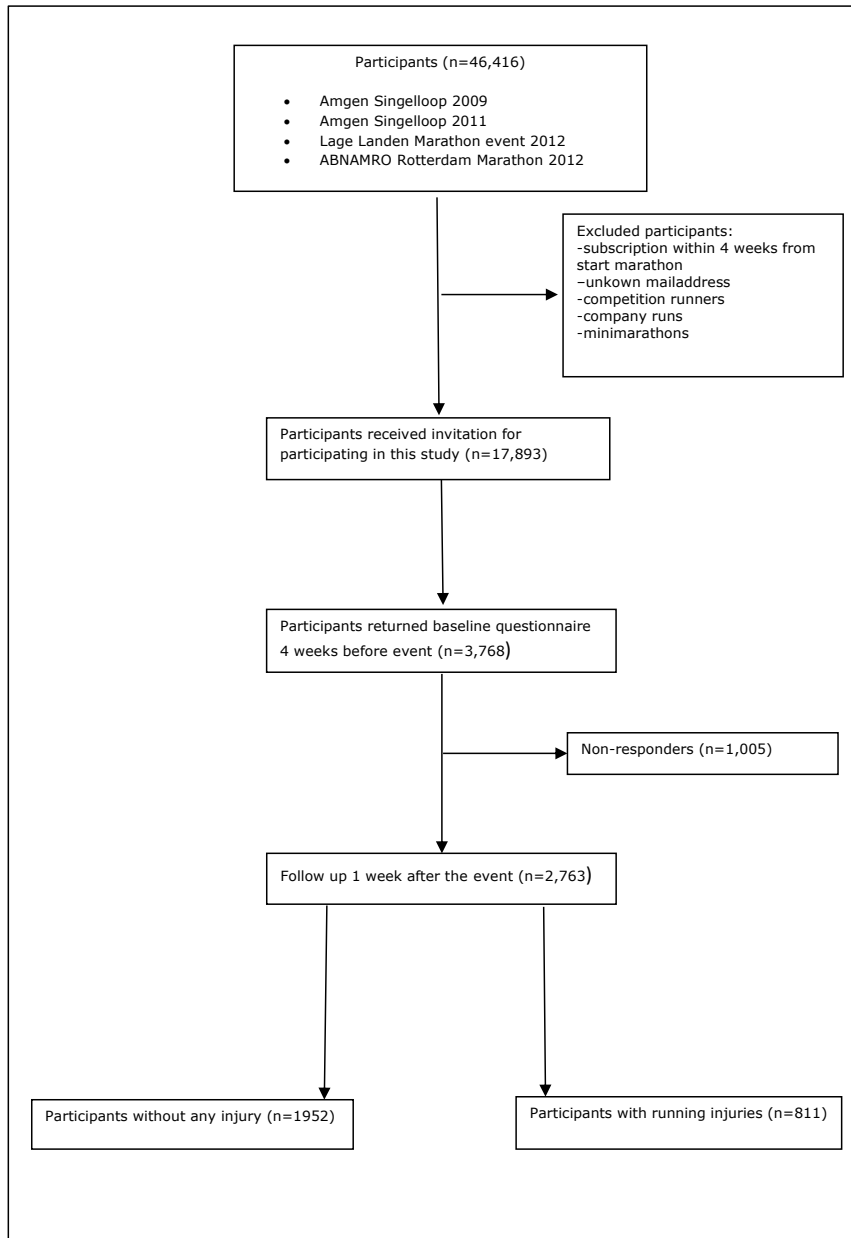 Participants (n=46,416)
• Amgen Singelloop 2009
• Amgen Singelloop 2011
• Lage Landen Marathon event 2012
• ABNAMRO Rotterdam Marathon 2012
Excluded participants:
-subscription within 4 weeks from
start marathon
–unkown mailaddress
-competition runners
-company runs
-minimarathons
Participants received invitation for
participating in this study (n=17,893)
Participants returned baseline questionnaire
4 weeks before event (n=3,768)
Non-responders (n=1,005)
Follow up 1 week after the event (n=2,763)
Participants without any injury (n=1952)
Participants with running injuries (n=811)